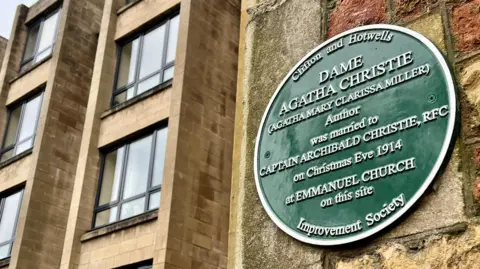 Clifton and Hotwells
DAME
AGATHA CHRISTIE
(AGATHA MARY CLARISSA MILLER)
Author
was married to
CAPTAIN ARCHIBALD CHRISTIE, RFC
on Christmas Eve 1914
at EMMANUEL CHURCH
on this site
Improvement Society